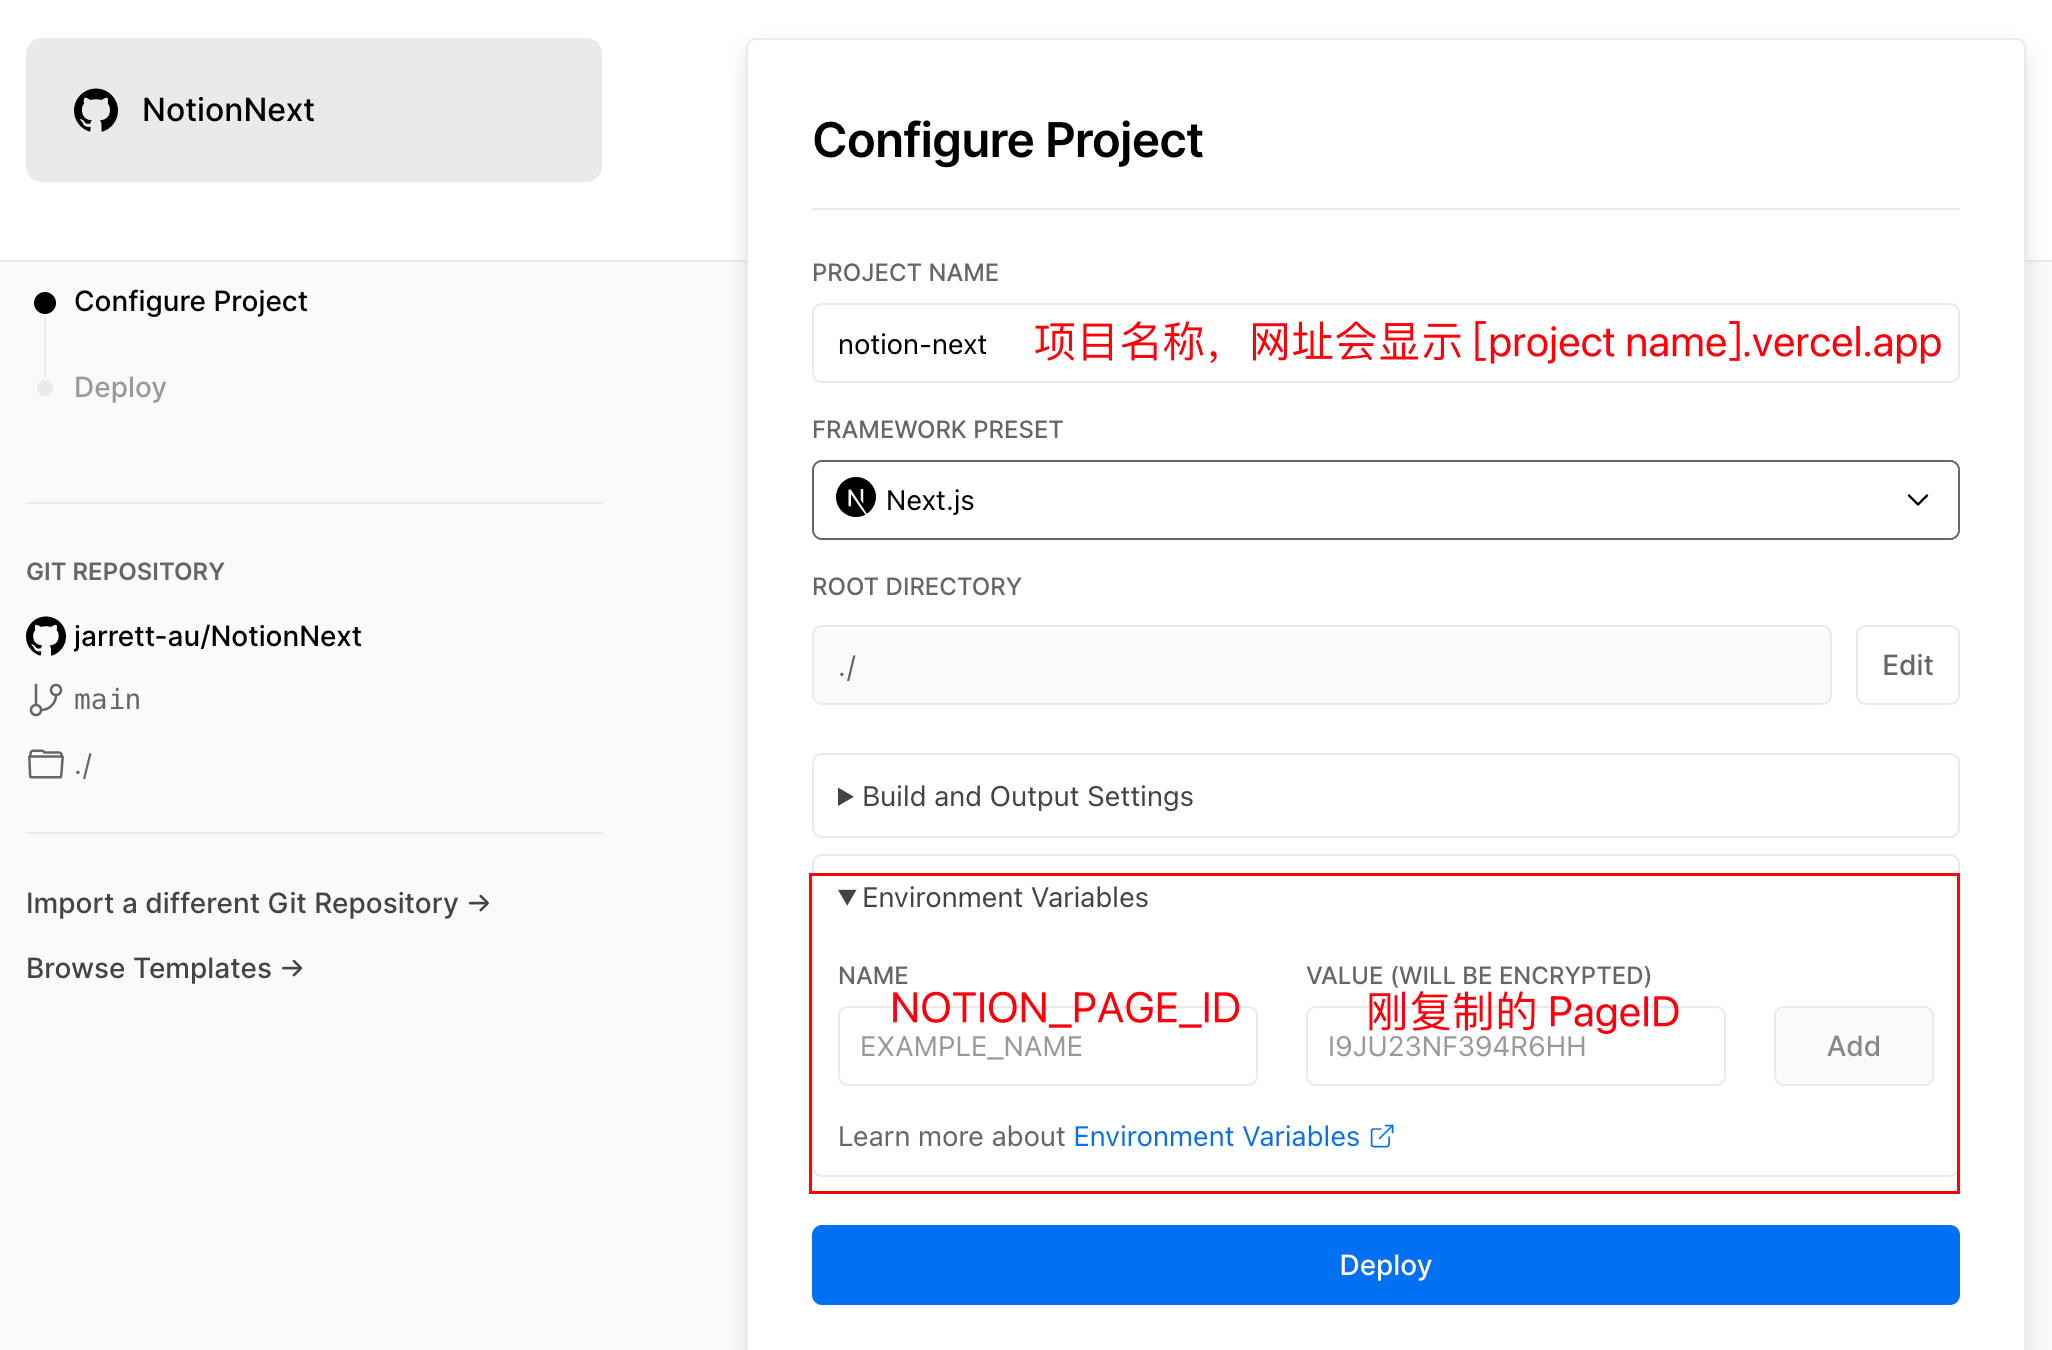 NotionNext
Configure Project
Deploy
GIT REPOSITORY
jarrett-au/NotionNext
main
./
Import a different Git Repository →
Browse Templates →
Configure Project
PROJECT NAME
notion-next 项目名称，网址会显示 [project name].vercel.app
FRAMEWORK PRESET
Next.js
ROOT DIRECTORY
./ Edit
Build and Output Settings
Environment Variables
NAME VALUE (WILL BE ENCRYPTED)
NOTION_PAGE_ID 刚复制的 PageID
EXAMPLE_NAME I9JU23NF394R6HH Add
Learn more about Environment Variables
Deploy